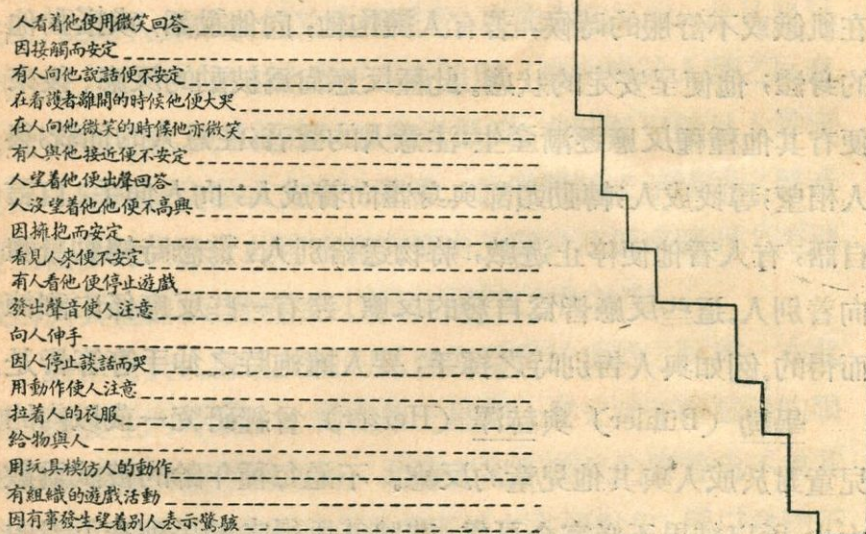 人看着他便用微笑回答
因接觸而安定
有人向他說話便不安定
在看護者離開的時候他便大哭
在人向他微笑的時候他亦微笑
有人與他接近便不安定
人望着他便出聲回答
人沒望着他他便不高興
因擁抱而安定
看見人來便不安定
有人看他便停止遊戲
發出聲音使人注意
向人伸手
因人停止談話而哭
用動作使人注意
拉着人的衣服
給物與人
用玩具模仿人的動作
有組織的遊戲活動
因有事發生望着別人表示驚駭